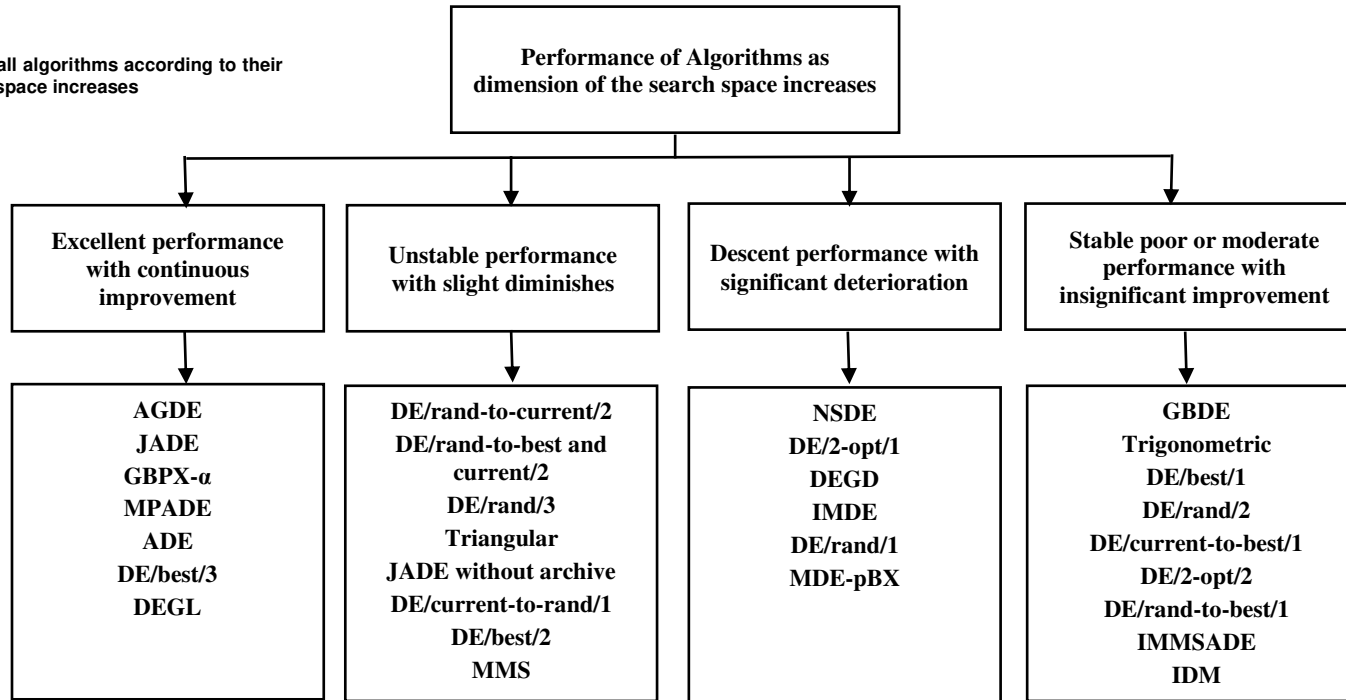 all algorithms according to their
space increases
Performance of Algorithms as
dimension of the search space increases
Excellent performance
with continuous
improvement
Unstable performance
with slight diminishes
Descent performance with
significant deterioration
Stable poor or moderate
performance with
insignificant improvement
AGDE
JADE
GBPX-α
MPADE
ADE
DE/best/3
DEGL
DE/rand-to-current/2
DE/rand-to-best and
current/2
DE/rand/3
Triangular
JADE without archive
DE/current-to-rand/1
DE/best/2
MMS
NSDE
DE/2-opt/1
DEGD
IMDE
DE/rand/1
MDE-pBX
GBDE
Trigonometric
DE/best/1
DE/rand/2
DE/current-to-best/1
DE/2-opt/2
DE/rand-to-best/1
IMMSADE
IDM